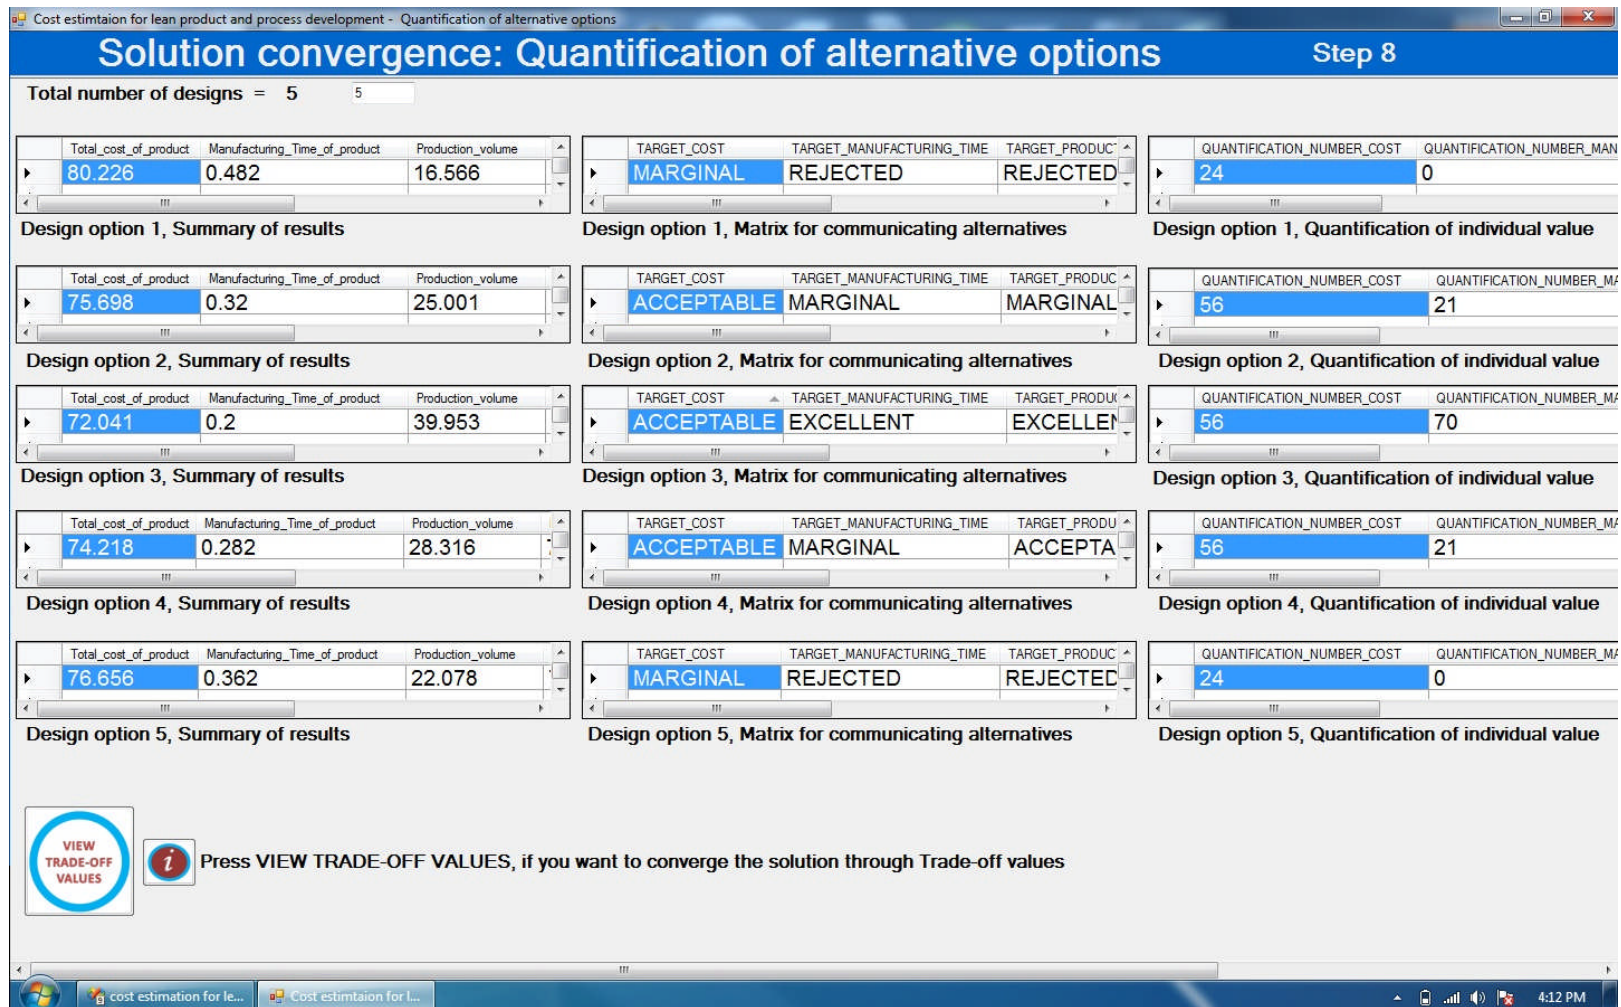 Cost estimtaion for lean product and process development - Quantification of alternative options
Solution convergence: Quantification of alternative options Step 8
Total number of designs = 5 5
Total_cost_of_product Manufacturing_Time_of_product Production_volume TARGET_COST TARGET_MANUFACTURING_TIME TARGET_PRODUCT QUANTIFICATION_NUMBER_COST QUANTIFICATION_NUMBER_MAN
80.226 0.482 16.566 MARGINAL REJECTED REJECTED 24 0
Design option 1, Summary of results Design option 1, Matrix for communicating alternatives Design option 1, Quantification of individual value
Total_cost_of_product Manufacturing_Time_of_product Production_volume TARGET_COST TARGET_MANUFACTURING_TIME TARGET_PRODUC QUANTIFICATION_NUMBER_COST QUANTIFICATION_NUMBER_MA
75.698 0.32 25.001 ACCEPTABLE MARGINAL MARGINAL 56 21
Design option 2, Summary of results Design option 2, Matrix for communicating alternatives Design option 2, Quantification of individual value
Total_cost_of_product Manufacturing_Time_of_product Production_volume TARGET_COST TARGET_MANUFACTURING_TIME TARGET_PRODU QUANTIFICATION_NUMBER_COST QUANTIFICATION_NUMBER_MA
72.041 0.2 39.953 ACCEPTABLE EXCELLENT EXCELLEN 56 70
Design option 3, Summary of results Design option 3, Matrix for communicating alternatives Design option 3, Quantification of individual value
Total_cost_of_product Manufacturing_Time_of_product Production_volume TARGET_COST TARGET_MANUFACTURING_TIME TARGET_PRODU QUANTIFICATION_NUMBER_COST QUANTIFICATION_NUMBER_MA
74.218 0.282 28.316 ACCEPTABLE MARGINAL ACCEPTA 56 21
Design option 4, Summary of results Design option 4, Matrix for communicating alternatives Design option 4, Quantification of individual value
Total_cost_of_product Manufacturing_Time_of_product Production_volume TARGET_COST TARGET_MANUFACTURING_TIME TARGET_PRODUC QUANTIFICATION_NUMBER_COST QUANTIFICATION_NUMBER_MA
76.656 0.362 22.078 MARGINAL REJECTED REJECTED 24 0
Design option 5, Summary of results Design option 5, Matrix for communicating alternatives Design option 5, Quantification of individual value
VIEW
TRADE-OFF
VALUES
i Press VIEW TRADE-OFF VALUES, if you want to converge the solution through Trade-off values
cost estimation for le... Cost estimtaion for l... 4:12 PM